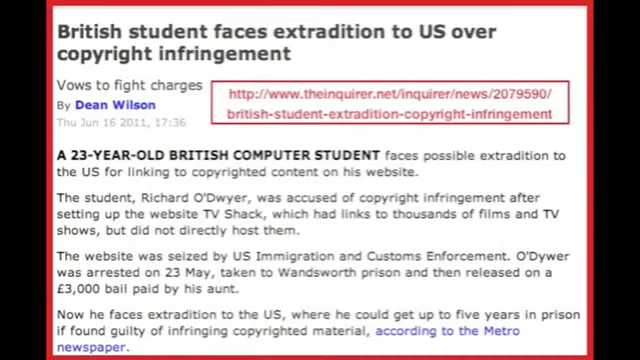 British student faces extradition to US over
copyright infringement
Vows to fight charges
By Dean Wilson
Thu Jun 16 2011, 17:36
http://www.theinquirer.net/inquirer/news/2079590/
british-student-extradition-copyright-infringement
A 23-YEAR-OLD BRITISH COMPUTER STUDENT faces possible extradition to
the US for linking to copyrighted content on his website.
The student, Richard O'Dwyer, was accused of copyright infringement after
setting up the website TV Shack, which had links to thousands of films and TV
shows, but did not directly host them.
The website was seized by US Immigration and Customs Enforcement. O'Dywer
was arrested on 23 May, taken to Wandsworth prison and then released on a
£3,000 bail paid by his aunt.
Now he faces extradition to the US, where he could get up to five years in prison
if found guilty of infringing copyrighted material, according to the Metro
newspaper.